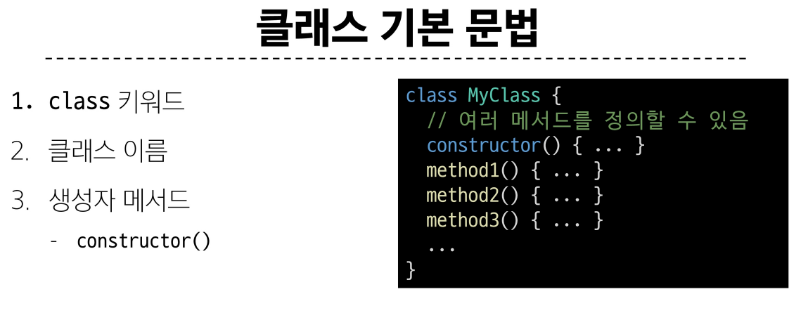 클래스 기본 문법
1. class 키워드
2. 클래스 이름
3. 생성자 메서드
- constructor()
class MyClass {
// 여러 메서드를 정의할 수 있음
constructor() { ... }
method1() { ... }
method2() { ... }
method3() { ... }
...
}